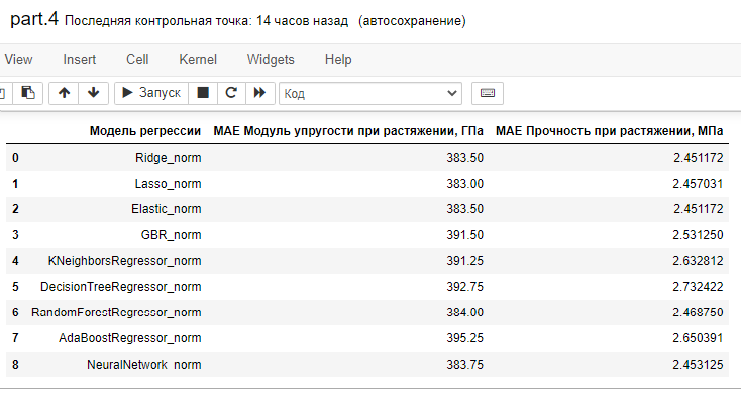 part.4 Последняя контрольная точка: 14 часов назад (автосохранение)
View Insert Cell Kernel Widgets Help
Запуск Код
Модель регрессии MAE Модуль упругости при растяжении, ГПа MAE Прочность при растяжении, МПа
0 Ridge_norm 383.50 2.451172
1 Lasso_norm 383.00 2.457031
2 Elastic_norm 383.50 2.451172
3 GBR_norm 391.50 2.531250
4 KNeighborsRegressor_norm 391.25 2.632812
5 DecisionTreeRegressor_norm 392.75 2.732422
6 RandomForestRegressor_norm 384.00 2.468750
7 AdaBoostRegressor_norm 395.25 2.650391
8 NeuralNetwork_norm 383.75 2.453125